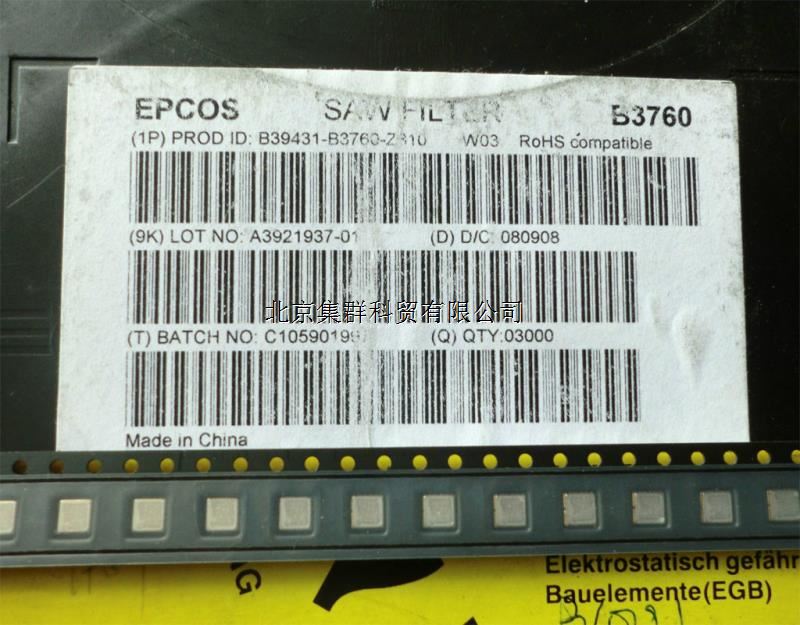 EPCOS SAW FILTER B3760
(1P) PROD ID: B39431-B3760-Z810 W03 RoHS compatible
(9K) LOT NO: A3921937-01 (D) D/C: 080908
北京集群科贸有限公司
(T) BATCH NO: (Q) QTY:03000
Made in China
NG
Elektrostatisch gefähr
Bauelemente(EGB)